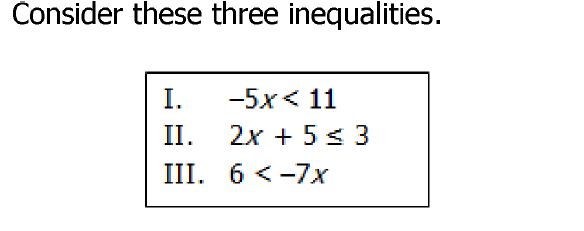 Consider these three inequalities.
I. –5x < 11
II. 2x + 5 ≤ 3
III. 6 < –7x